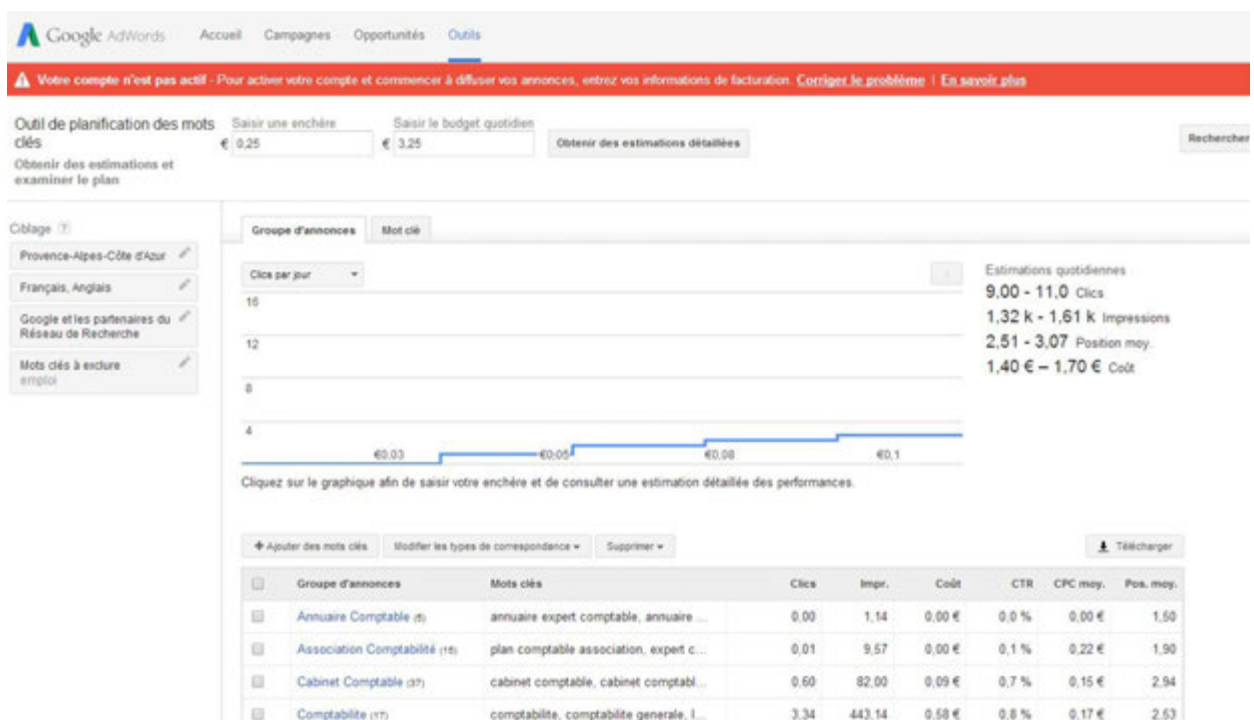 Google AdWords Accueil Campagnes Opportunités Outils
Votre compte n'est pas actif - Pour activer votre compte et commencer à diffuser vos annonces, entrez vos informations de facturation. Corriger le problème | En savoir plus
Outil de planification des mots clés
Obtenir des estimations et examiner le plan
Saisir une enchère
€ 0,25
Saisir le budget quotidien
€ 3,25
Obtenir des estimations détaillées
Rechercher
Ciblage ?
Provence-Alpes-Côte d'Azur
Français, Anglais
Google et les partenaires du
Réseau de Recherche
Mots clés à exclure
emploi
Groupe d'annonces Mot clé
Clics par jour
16
12
8
4
€0,03 €0,05 €0,08 €0,1
Estimations quotidiennes
9,00 - 11,0 Clics
1,32 k - 1,61 k Impressions
2,51 - 3,07 Position moy.
1,40 € – 1,70 € Coût
Cliquez sur le graphique afin de saisir votre enchère et de consulter une estimation détaillée des performances.
+ Ajouter des mots clés Modifier les types de correspondance Supprimer Télécharger
Groupe d'annonces Mots clés Clics Impr. Coût CTR CPC moy. Pos. moy.
Annuaire Comptable annuaire expert comptable, annuaire ... 0,00 1,14 0,00 € 0,0 % 0,00 € 1,50
Association Comptabilité plan comptable association, expert c... 0,01 9,57 0,00 € 0,1 % 0,22 € 1,90
Cabinet Comptable (37) cabinet comptable, cabinet comptabl... 0,60 82,00 0,09 € 0,7 % 0,15 € 2,94
Comptabilite (17) comptabilite, comptabilite generale, l... 3,34 443,14 0,58 € 0,8 % 0,17 € 2,53